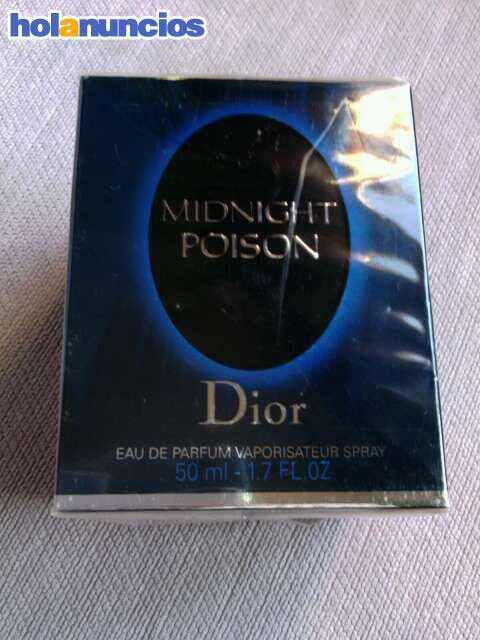 holanuncios
MIDNIGHT
POISON
Dior
EAU DE PARFUM VAPORISATEUR SPRAY
50 ml - 1.7 FL.OZ